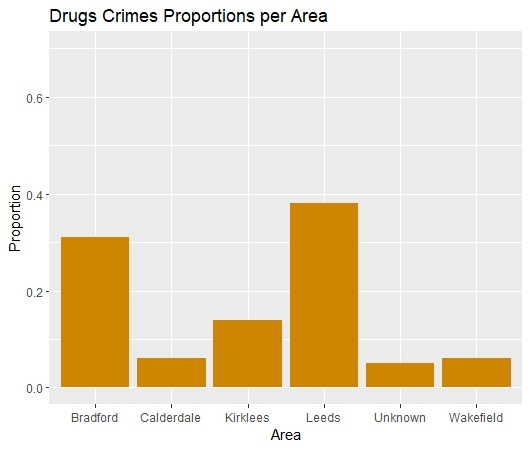 Drugs Crimes Proportions per Area
Proportion
0.6
0.4
0.2
0.0
Bradford Calderdale Kirklees Leeds Unknown Wakefield
Area